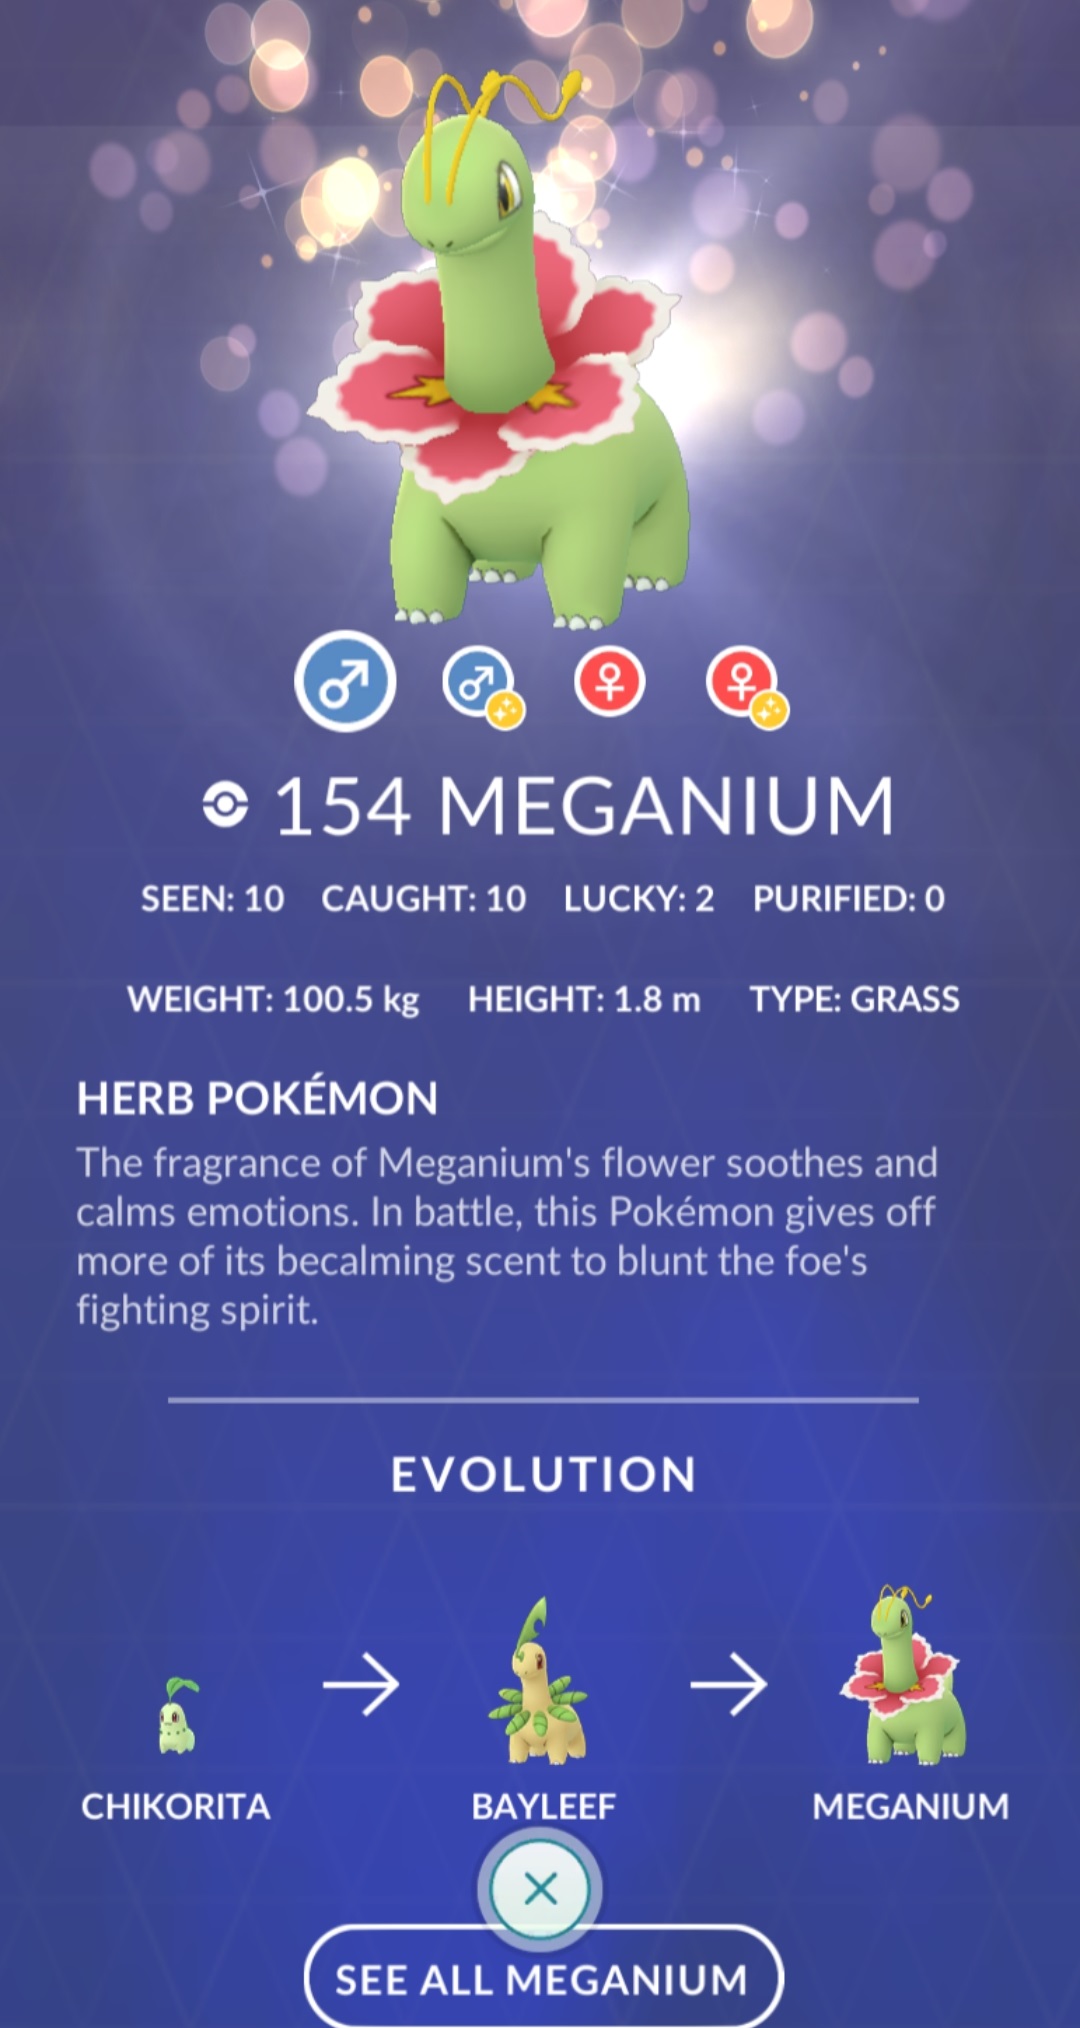 154 MEGANIUM
SEEN: 10 CAUGHT: 10 LUCKY: 2 PURIFIED: 0
WEIGHT: 100.5 kg HEIGHT: 1.8 m TYPE: GRASS
HERB POKÉMON
The fragrance of Meganium's flower soothes and
calms emotions. In battle, this Pokémon gives off
more of its becalming scent to blunt the foe's
fighting spirit.
EVOLUTION
CHIKORITA BAYLEEF MEGANIUM
SEE ALL MEGANIUM